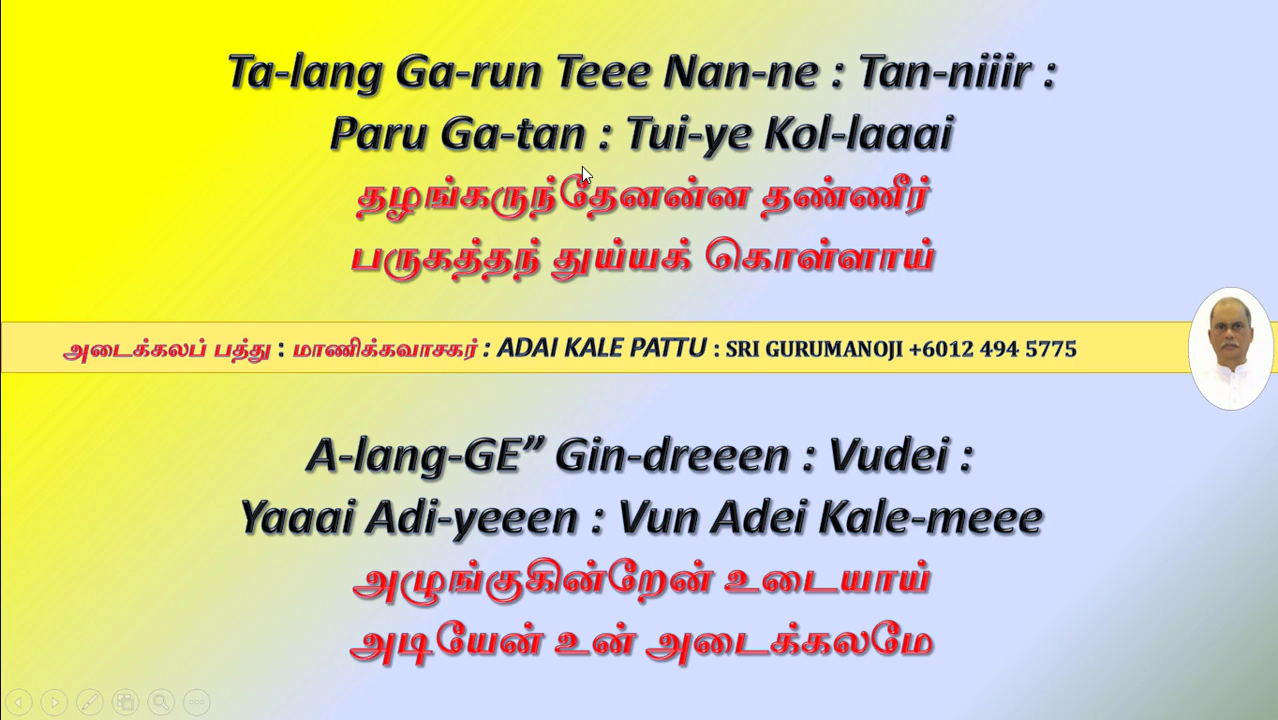 Ta-lang Ga-run Teee Nan-ne : Tan-niiir :
Paru Ga-tan : Tui-ye Kol-laaai
தழங்கருந்தேனன்ன தண்ணீர்
பருகத்தந் துய்யக் கொள்ளாய்
அடைக்கலப் பத்து : மாணிக்கவாசகர் : ADAI KALE PATTU : SRI GURUMANOJI +6012 494 5775
A-lang-GE” Gin-dreeen : Vudei :
Yaaai Adi-yeeen : Vun Adei Kale-meee
அழுங்குகின்றேன் உடையாய்
அடியேன் உன் அடைக்கலமே